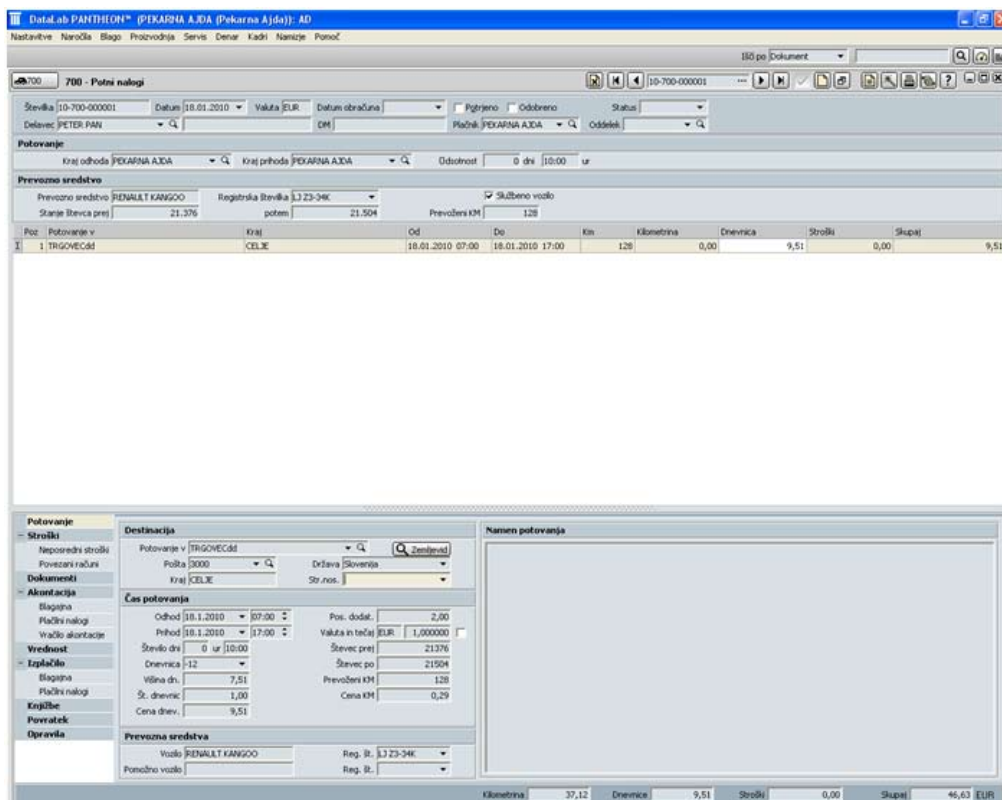 DataLab PANTHEON™ (PEKARNA AJDA (Pekarna Ajda)): AD
Nastavitve Naročila Blago Proizvodnja Servis Denar Kadri Namizje Pomoč
Išči po Dokument
700 700 - Potni nalogi 10-700-000001
Številka 10-700-000001 Datum 18.01.2010 Valuta EUR Datum obračuna Potrjeno Odobreno Status
Delavec PETER PAN DM Plačnik PEKARNA AJDA Oddelek
Potovanje
Kraj odhoda PEKARNA AJDA Kraj prihoda PEKARNA AJDA Odsotnost 0 dni 10:00 ur
Prevozno sredstvo
Prevozno sredstvo RENAULT KANGOO Registrska številka LJ Z3-34K Službeno vozilo
Stanje števca prej 21.376 potem 21.504 Prevoženi KM 128
Poz Potovanje v Kraj Od Do Km Kilometrina Dnevnica Stroški Skupaj
1 TRGOVECdd CELJE 18.01.2010 07:00 18.01.2010 17:00 128 0,00 9,51 0,00 9,51
Potovanje
Stroški
Neposredni stroški
Povezani računi
Dokumenti
Akontacija
Blagajna
Plačilni nalogi
Vračilo akontacije
Vrednost
Izplačilo
Blagajna
Plačilni nalogi
Knjižbe
Povratek
Opravila
Destinacija
Potovanje v TRGOVECdd Zemljevid
Pošta 3000 Država Slovenija
Kraj CELJE Str.nos.
Čas potovanja
Odhod 18.1.2010 07:00 Pos. dodat. 2,00
Prihod 18.1.2010 17:00 Valuta in tečaj EUR 1,000000
Število dni 0 ur 10:00 Števec prej 21376
Dnevnica -12 Števec po 21504
Višina dn. 7,51 Prevoženi KM 128
Št. dnevnic 1,00 Cena KM 0,29
Cena dnev. 9,51
Prevozna sredstva
Vozilo RENAULT KANGOO Reg. št. LJ Z3-34K
Pomožno vozilo Reg. št.
Namen potovanja
Kilometrina 37,12 Dnevnice 9,51 Stroški 0,00 Skupaj 46,63 EUR